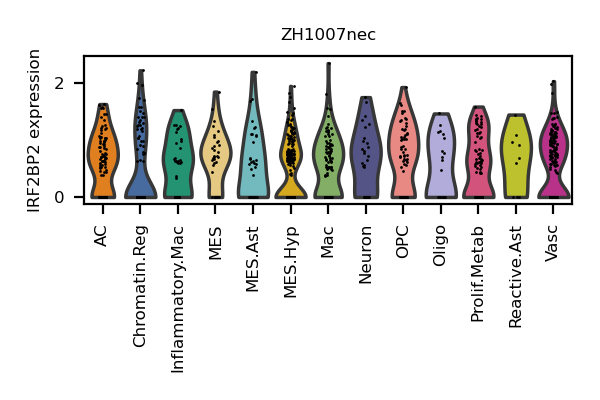 ZH1007nec
IRF2BP2 expression
2
0
AC
Chromatin.Reg
Inflammatory.Mac
MES
MES.Ast
MES.Hyp
Mac
Neuron
OPC
Oligo
Prolif.Metab
Reactive.Ast
Vasc